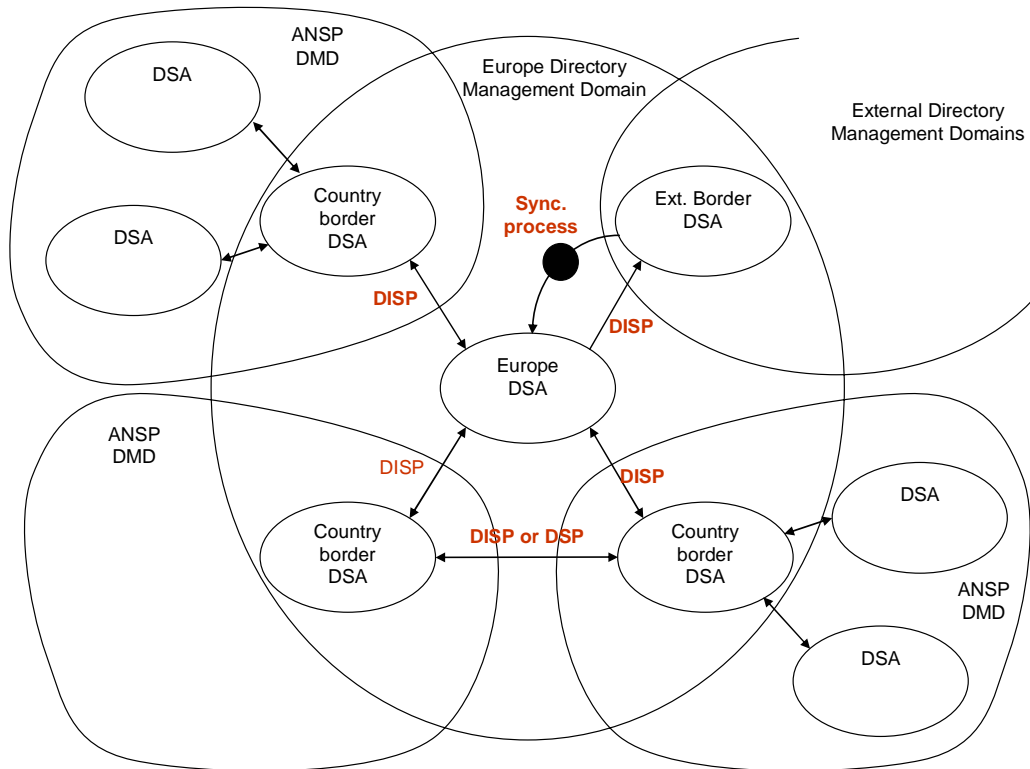 ANSP
DMD
DSA
Europe Directory
Management Domain
External Directory
Management Domains
Country
border
DSA
Sync.
process
Ext. Border
DSA
DSA
DISP
DISP
Europe
DSA
ANSP
DMD
DISP
DISP
DSA
Country
border
DSA
DISP or DSP
Country
border
DSA
ANSP
DMD
DSA